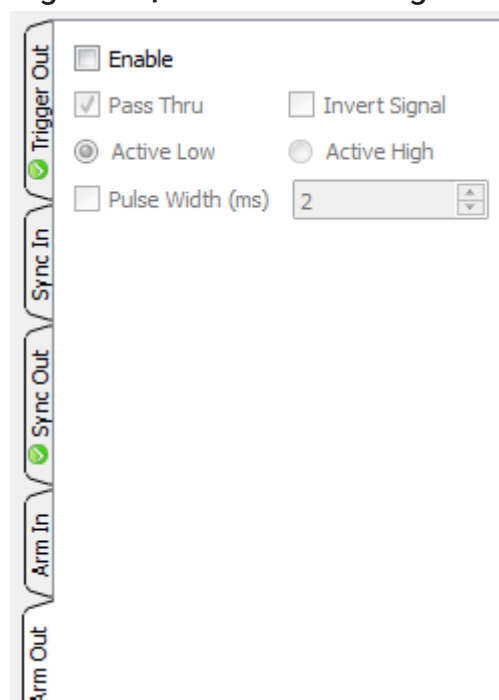 Enable
Pass Thru Invert Signal
Active Low Active High
Pulse Width (ms) 2
Trigger Out
Sync In
Sync Out
Arm In
Arm Out